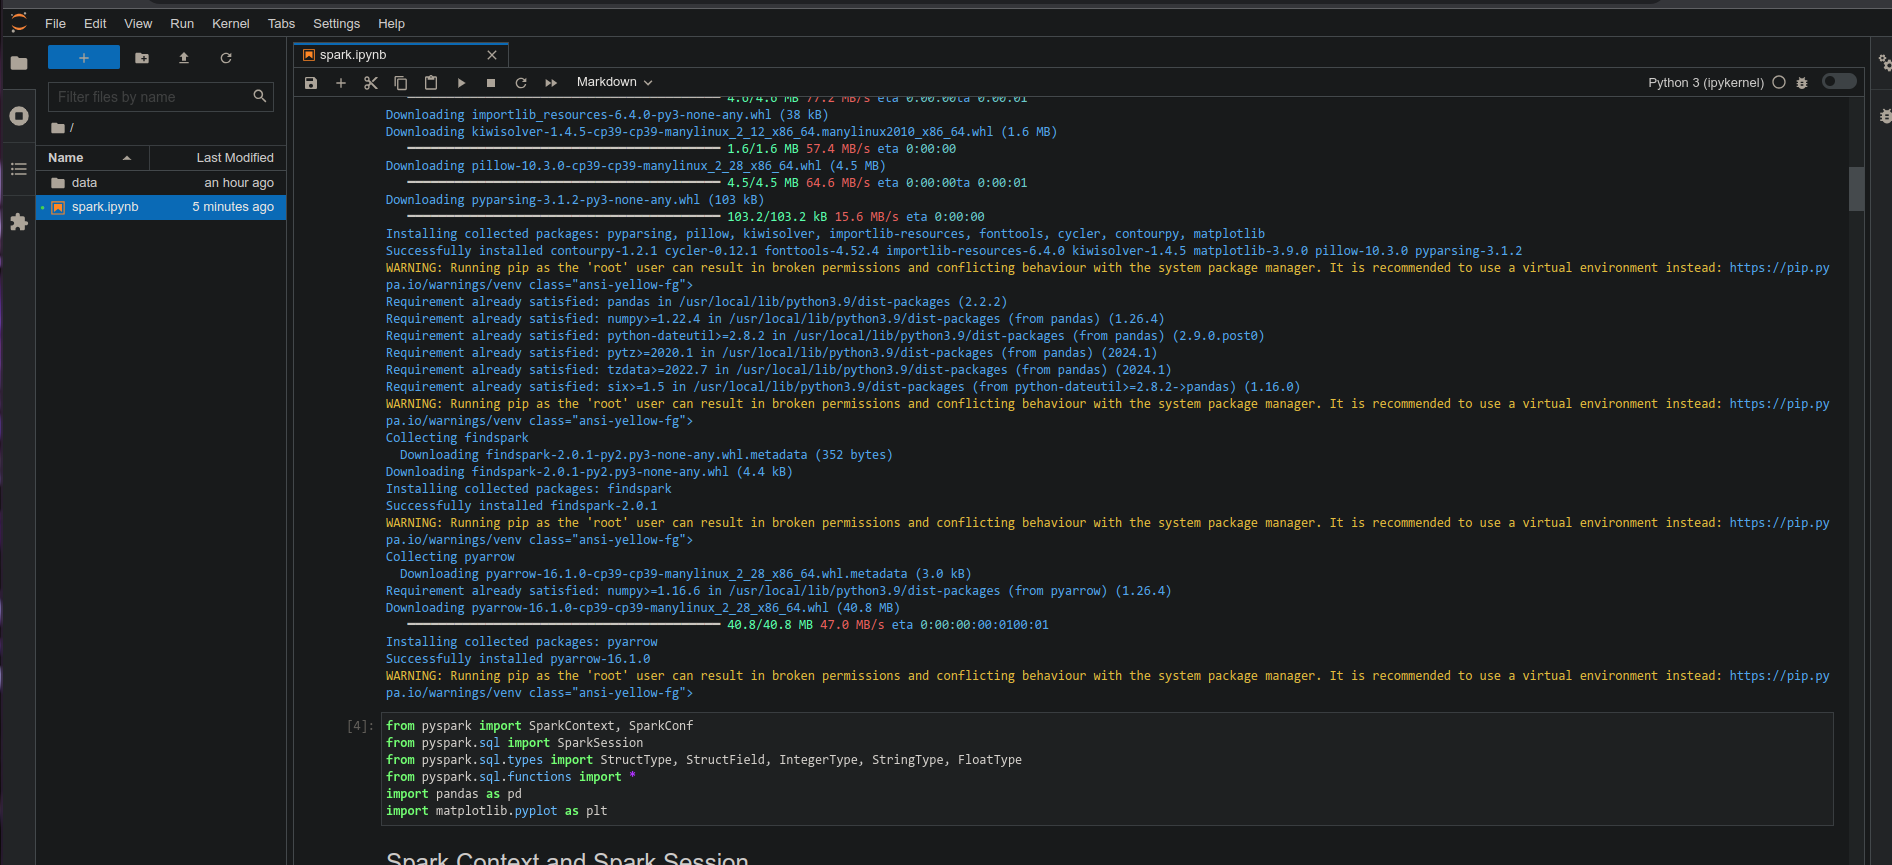 File Edit View Run Kernel Tabs Settings Help
+
Filter files by name
/
Name Last Modified
data an hour ago
spark.ipynb 5 minutes ago
spark.ipynb
Markdown
Python 3 (ipykernel)
4.6/4.6 MB 77.2 MB/s eta 0:00:00ta 0:00:01
Downloading importlib_resources-6.4.0-py3-none-any.whl (38 kB)
Downloading kiwisolver-1.4.5-cp39-cp39-manylinux_2_12_x86_64.manylinux2010_x86_64.whl (1.6 MB)
1.6/1.6 MB 57.4 MB/s eta 0:00:00
Downloading pillow-10.3.0-cp39-cp39-manylinux_2_28_x86_64.whl (4.5 MB)
4.5/4.5 MB 64.6 MB/s eta 0:00:00ta 0:00:01
Downloading pyparsing-3.1.2-py3-none-any.whl (103 kB)
103.2/103.2 kB 15.6 MB/s eta 0:00:00
Installing collected packages: pyparsing, pillow, kiwisolver, importlib-resources, fonttools, cycler, contourpy, matplotlib
Successfully installed contourpy-1.2.1 cycler-0.12.1 fonttools-4.52.4 importlib-resources-6.4.0 kiwisolver-1.4.5 matplotlib-3.9.0 pillow-10.3.0 pyparsing-3.1.2
WARNING: Running pip as the 'root' user can result in broken permissions and conflicting behaviour with the system package manager. It is recommended to use a virtual environment instead: https://pip.py
pa.io/warnings/venv class="ansi-yellow-fg">
Requirement already satisfied: pandas in /usr/local/lib/python3.9/dist-packages (2.2.2)
Requirement already satisfied: numpy>=1.22.4 in /usr/local/lib/python3.9/dist-packages (from pandas) (1.26.4)
Requirement already satisfied: python-dateutil>=2.8.2 in /usr/local/lib/python3.9/dist-packages (from pandas) (2.9.0.post0)
Requirement already satisfied: pytz>=2020.1 in /usr/local/lib/python3.9/dist-packages (from pandas) (2024.1)
Requirement already satisfied: tzdata>=2022.7 in /usr/local/lib/python3.9/dist-packages (from pandas) (2024.1)
Requirement already satisfied: six>=1.5 in /usr/local/lib/python3.9/dist-packages (from python-dateutil>=2.8.2->pandas) (1.16.0)
WARNING: Running pip as the 'root' user can result in broken permissions and conflicting behaviour with the system package manager. It is recommended to use a virtual environment instead: https://pip.py
pa.io/warnings/venv class="ansi-yellow-fg">
Collecting findspark
Downloading findspark-2.0.1-py2.py3-none-any.whl.metadata (352 bytes)
Downloading findspark-2.0.1-py2.py3-none-any.whl (4.4 kB)
Installing collected packages: findspark
Successfully installed findspark-2.0.1
WARNING: Running pip as the 'root' user can result in broken permissions and conflicting behaviour with the system package manager. It is recommended to use a virtual environment instead: https://pip.py
pa.io/warnings/venv class="ansi-yellow-fg">
Collecting pyarrow
Downloading pyarrow-16.1.0-cp39-cp39-manylinux_2_28_x86_64.whl.metadata (3.0 kB)
Requirement already satisfied: numpy>=1.16.6 in /usr/local/lib/python3.9/dist-packages (from pyarrow) (1.26.4)
Downloading pyarrow-16.1.0-cp39-cp39-manylinux_2_28_x86_64.whl (40.8 MB)
40.8/40.8 MB 47.0 MB/s eta 0:00:00:00:0100:01
Installing collected packages: pyarrow
Successfully installed pyarrow-16.1.0
WARNING: Running pip as the 'root' user can result in broken permissions and conflicting behaviour with the system package manager. It is recommended to use a virtual environment instead: https://pip.py
pa.io/warnings/venv class="ansi-yellow-fg">
[4]: from pyspark import SparkContext, SparkConf
from pyspark.sql import SparkSession
from pyspark.sql.types import StructType, StructField, IntegerType, StringType, FloatType
from pyspark.sql.functions import *
import pandas as pd
import matplotlib.pyplot as plt
Spark Context and Spark Session